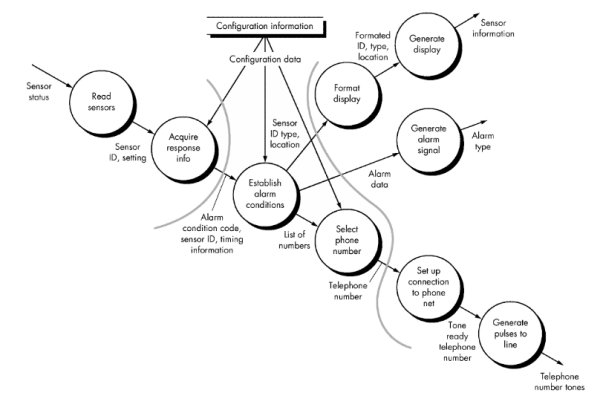 Configuration information
Configuration data
Sensor
status
Read
sensors
Sensor
ID, setting
Acquire
response
info
Alarm
condition code,
sensor ID, timing
information
Establish
alarm
conditions
Sensor
ID type,
location
Format
display
Formated
ID, type,
location
Generate
display
Sensor
information
Alarm
data
Generate
alarm
signal
Alarm
type
List of
numbers
Select
phone
number
Telephone
number
Set up
connection
to phone
net
Tone
ready
telephone
number
Generate
pulses to
line
Telephone
number tones